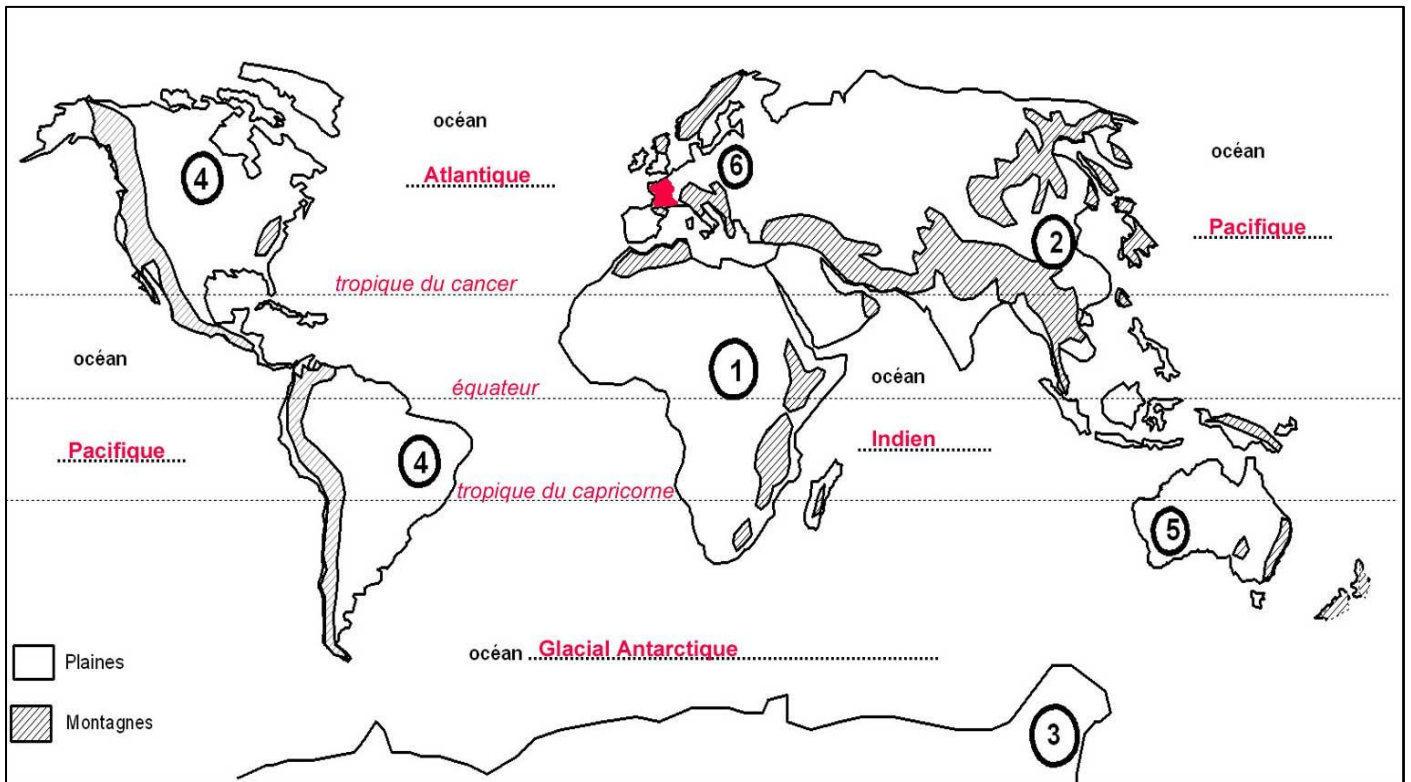 océan
Atlantique
océan
Pacifique
4
6
2
tropique du cancer
océan
1
océan
équateur
Pacifique
4
Indien
tropique du capricorne
5
océan Glacial Antarctique
Plaines
Montagnes
3